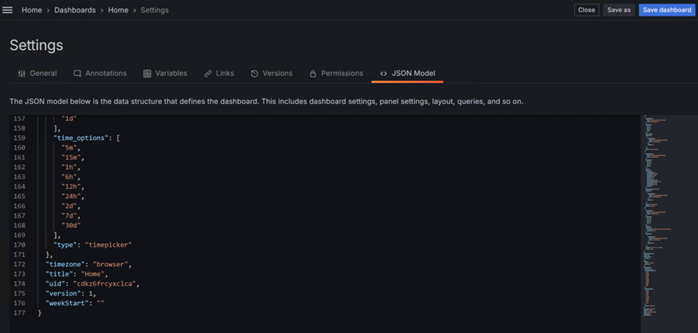 Home › Dashboards › Home › Settings
Close Save as Save dashboard
Settings
General Annotations Variables Links Versions Permissions JSON Model
The JSON model below is the data structure that defines the dashboard. This includes dashboard settings, panel settings, layout, queries, and so on.
157 "1d"
158 ],
159 "time_options": [
160 "5m",
161 "15m",
162 "1h",
163 "6h",
164 "12h",
165 "24h",
166 "2d",
167 "7d",
168 "30d"
169 ],
170 "type": "timepicker"
171 },
172 "timezone": "browser",
173 "title": "Home",
174 "uid": "cdkz6frcyxclca",
175 "version": 1,
176 "weekStart": ""
177 }